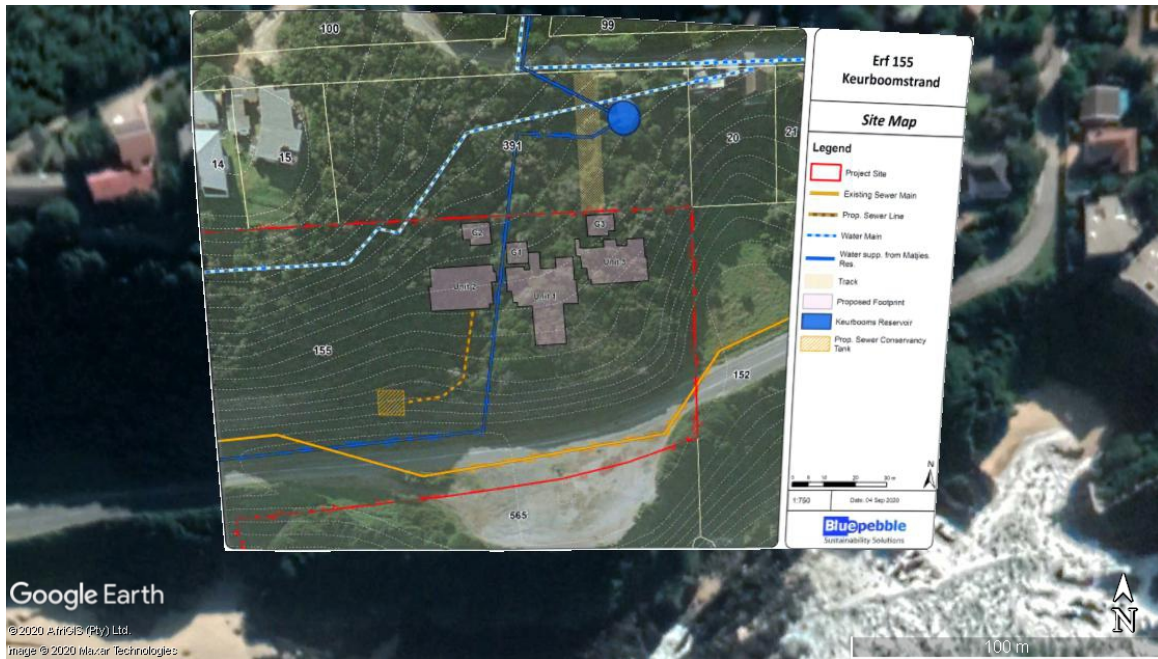 100
99
Erf 155
Keurboomstrand
Site Map
Legend
Project Site
Existing Sewer Main
Prop. Sewer Line
Water Main
Water supp. from Matjies.
Res.
Track
Proposed Footprint
Keurbooms Reservoir
Prop. Sewer Conservancy
Tank
14
15
391
20
21
G2
G1
G3
Unit 2
Unit 1
Unit 3
155
152
565
N
1:750
Date: 04 Sep 2020
Bluepebble
Sustainability Solutions
Google Earth
© 2020 AfriGIS (Pty) Ltd.
Image © 2020 Maxar Technologies
N
100 m